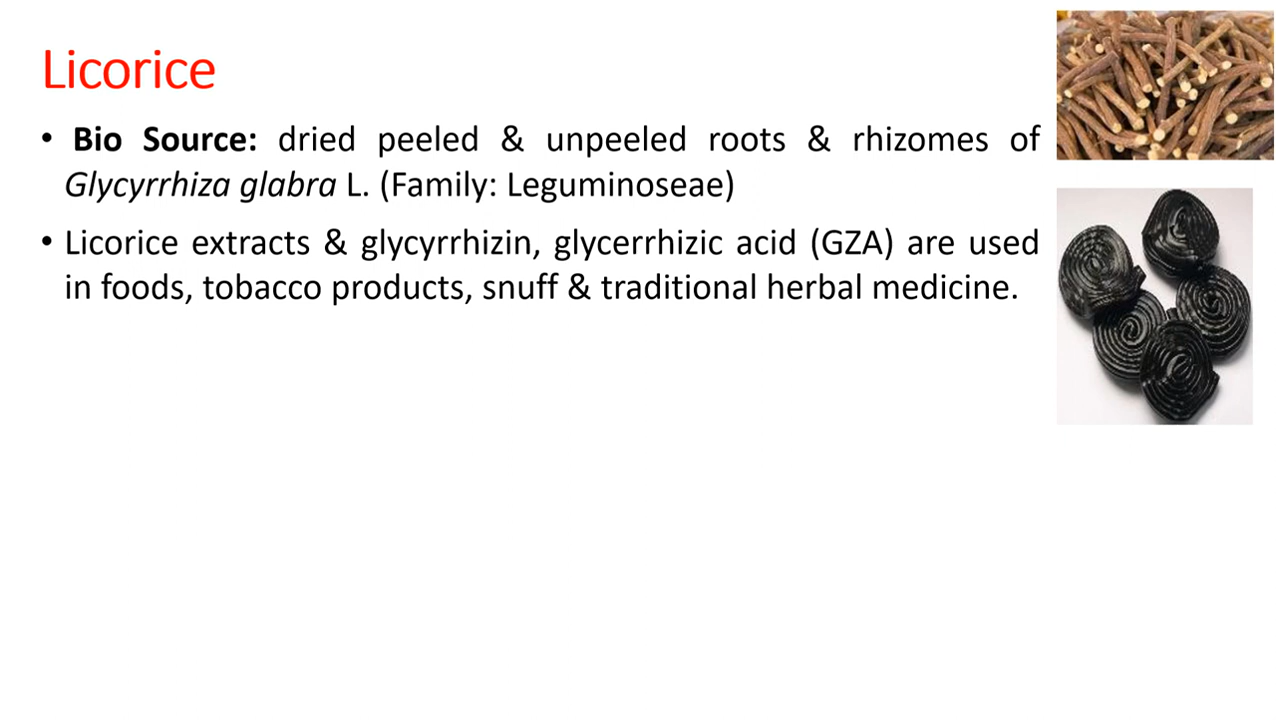 Licorice
• Bio Source: dried peeled & unpeeled roots & rhizomes of
Glycyrrhiza glabra L. (Family: Leguminoseae)
• Licorice extracts & glycyrrhizin, glycerrhizic acid (GZA) are used
in foods, tobacco products, snuff & traditional herbal medicine.